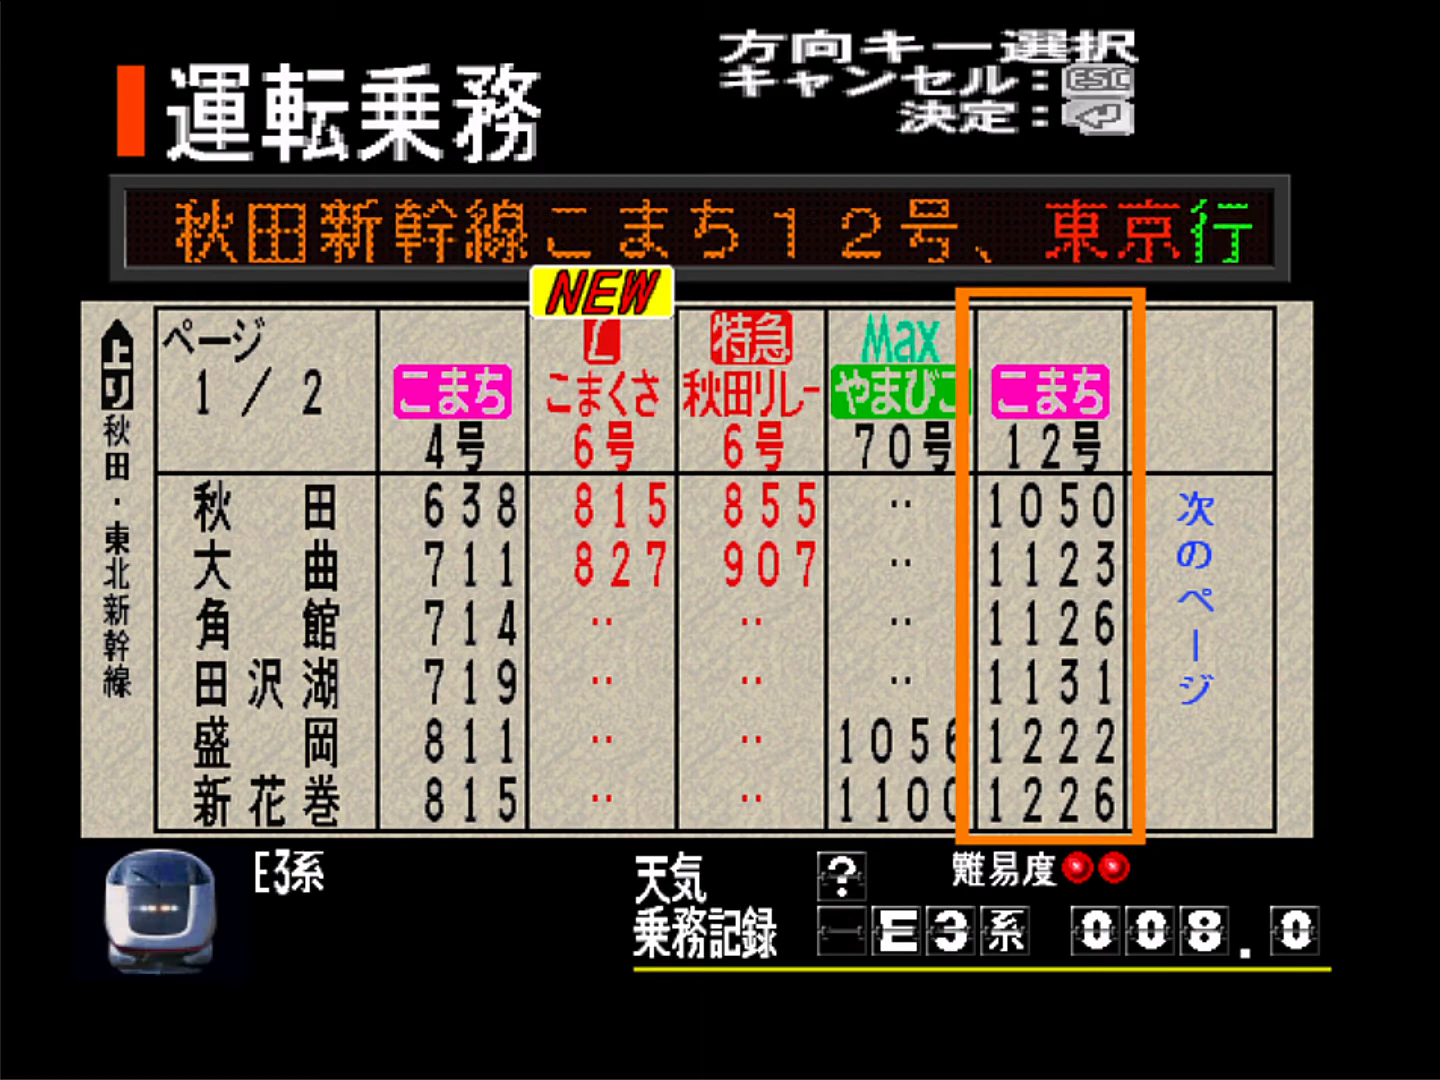 運転乗務
方向キー選択
キャンセル：ESC
決定：
秋田新幹線こまち12号、東京行
NEW
上り 秋田・東北新幹線
ページ
1 / 2
こまち
4号
L
こまくさ
6号
特急
秋田リレー
6号
Max
やまびこ
70号
こまち
12号
秋田 638 815 855 ‥ 1050
大曲 711 827 907 ‥ 1123
角館 714 ‥ ‥ ‥ 1126
田沢湖 719 ‥ ‥ ‥ 1131
盛岡 811 ‥ ‥ 1056 1222
新花巻 815 ‥ ‥ 1100 1226
次のページ
E3系
天気 ?
難易度
乗務記録 ー E3系 008.0